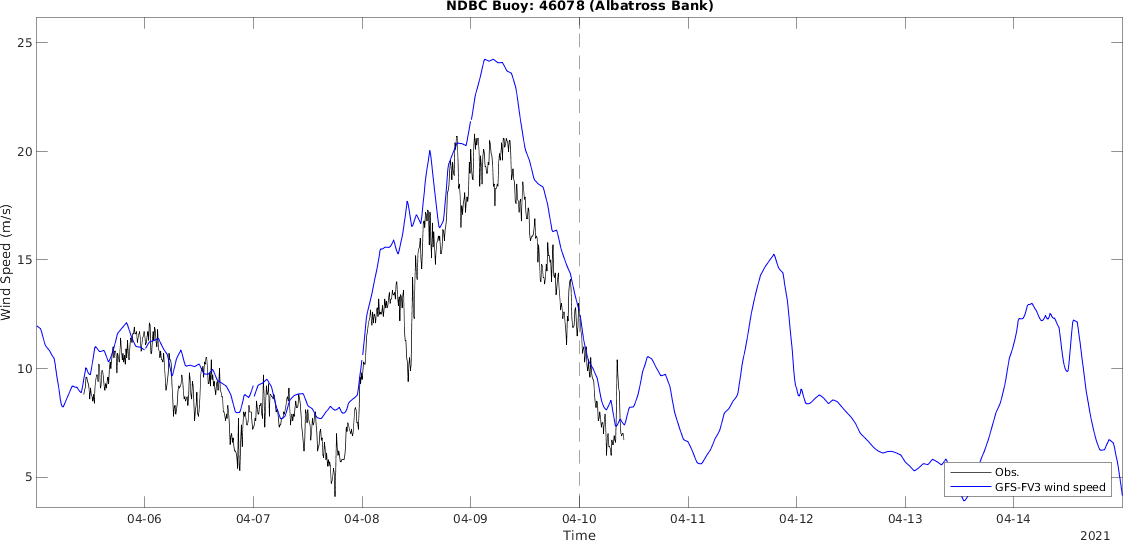 NDBC Buoy: 46078 (Albatross Bank)
25
20
15
10
5
Wind Speed (m/s)
04-06 04-07 04-08 04-09 04-10 04-11 04-12 04-13 04-14
Time
2021
Obs.
GFS-FV3 wind speed